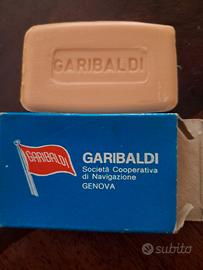 GARIBALDI
GARIBALDI
GARIBALDI
Società Cooperativa
di Navigazione
GENOVA
subito